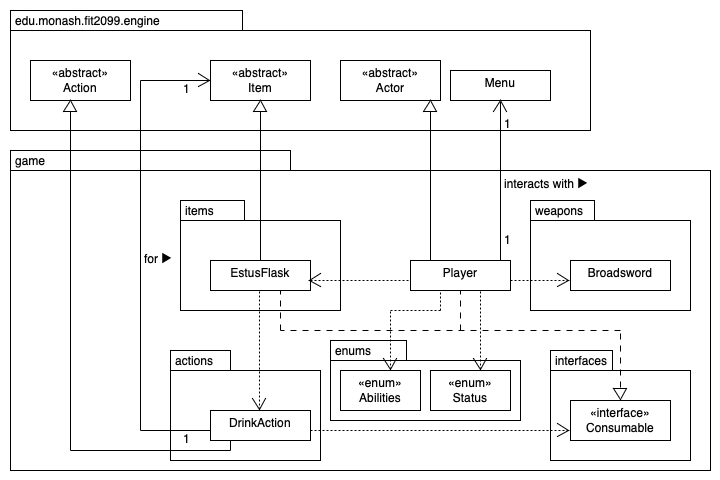 edu.monash.fit2099.engine
«abstract»
Action
1
«abstract»
Item
«abstract»
Actor
Menu
1
game
interacts with ▶
items
weapons
1
for ▶
EstusFlask
Player
Broadsword
actions
enums
interfaces
«enum»
Abilities
«enum»
Status
DrinkAction
1
«interface»
Consumable